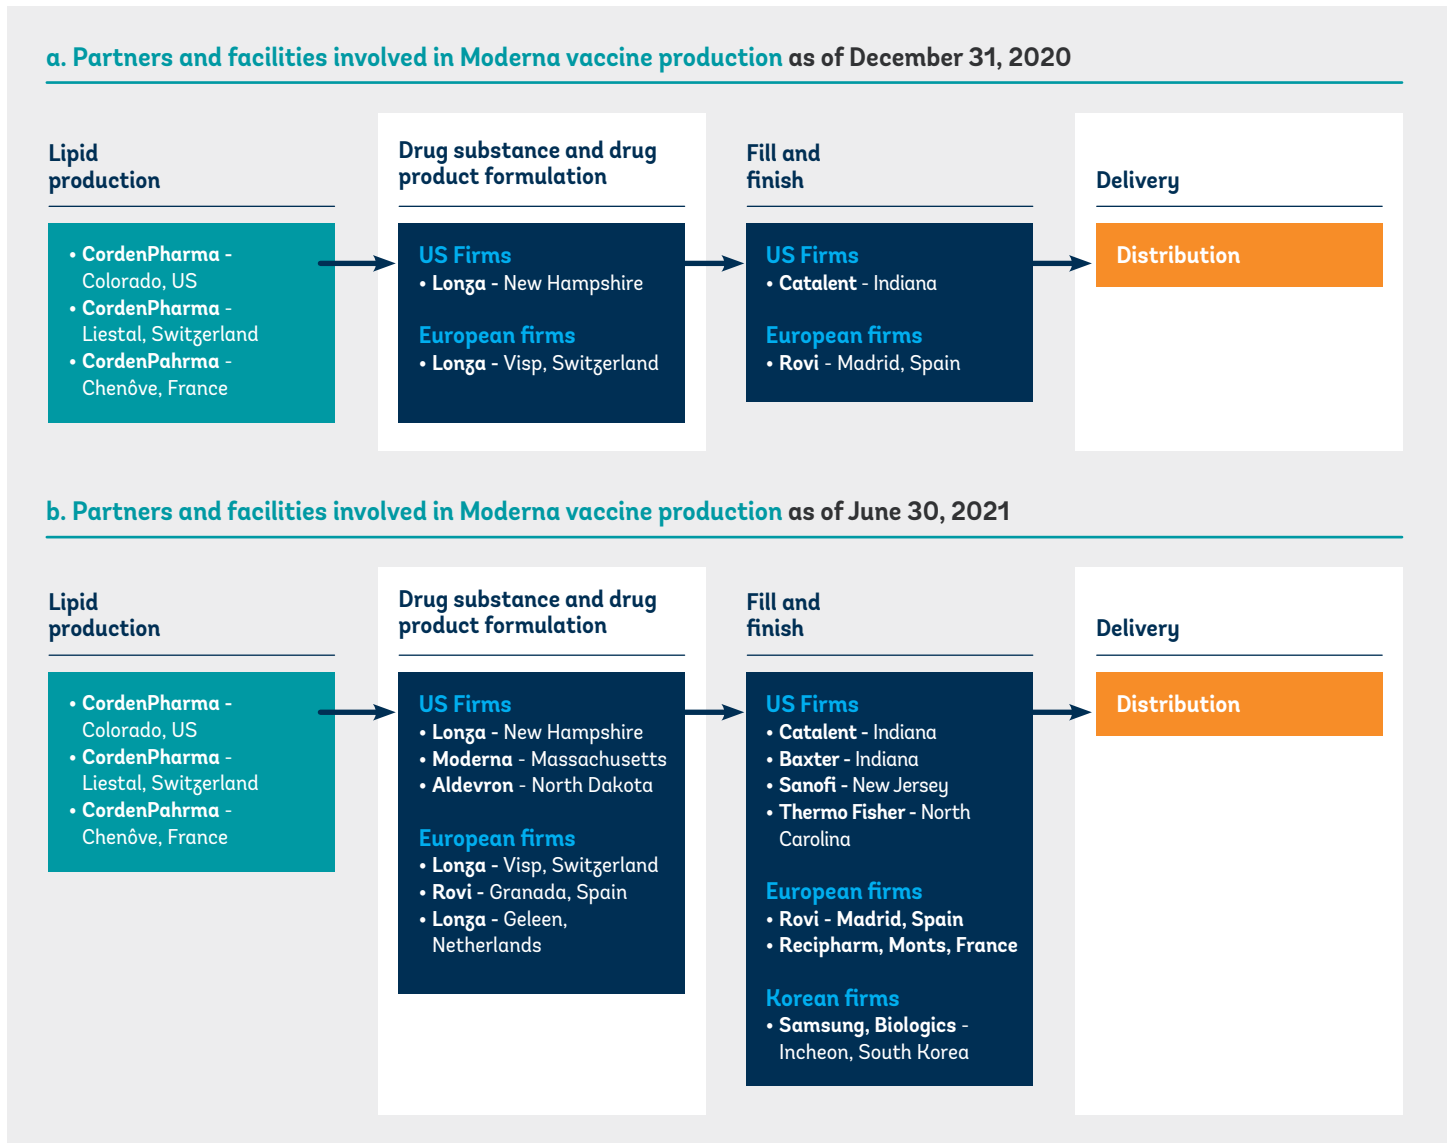 a. Partners and facilities involved in Moderna vaccine production as of December 31, 2020
Lipid
production
• CordenPharma -
Colorado, US
• CordenPharma -
Liestal, Switzerland
• CordenPahrma -
Chenôve, France
Drug substance and drug
product formulation
US Firms
• Lonza - New Hampshire
European firms
• Lonza - Visp, Switzerland
Fill and
finish
US Firms
• Catalent - Indiana
European firms
• Rovi - Madrid, Spain
Delivery
Distribution
b. Partners and facilities involved in Moderna vaccine production as of June 30, 2021
Lipid
production
• CordenPharma -
Colorado, US
• CordenPharma -
Liestal, Switzerland
• CordenPahrma -
Chenôve, France
Drug substance and drug
product formulation
US Firms
• Lonza - New Hampshire
• Moderna - Massachusetts
• Aldevron - North Dakota
European firms
• Lonza - Visp, Switzerland
• Rovi - Granada, Spain
• Lonza - Geleen,
Netherlands
Fill and
finish
US Firms
• Catalent - Indiana
• Baxter - Indiana
• Sanofi - New Jersey
• Thermo Fisher - North
Carolina
European firms
• Rovi - Madrid, Spain
• Recipharm, Monts, France
Korean firms
• Samsung, Biologics -
Incheon, South Korea
Delivery
Distribution